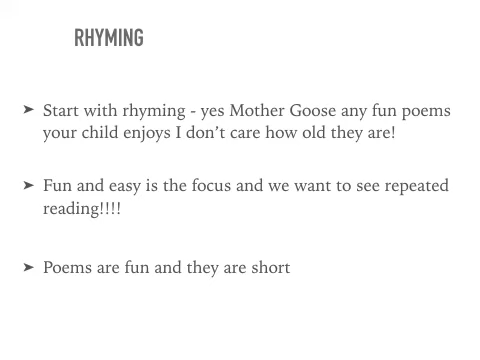 RHYMING
➤ Start with rhyming - yes Mother Goose any fun poems
your child enjoys I don't care how old they are!
➤ Fun and easy is the focus and we want to see repeated
reading!!!!
➤ Poems are fun and they are short